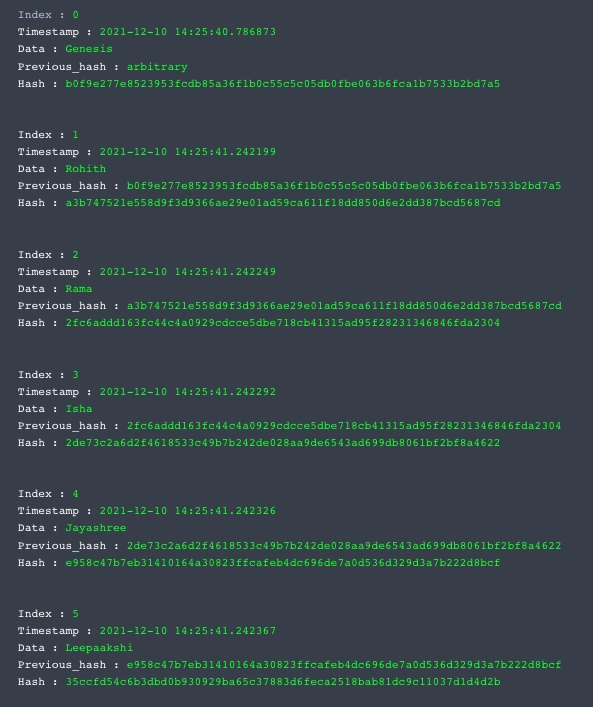 Index : 0
Timestamp : 2021-12-10 14:25:40.786873
Data : Genesis
Previous_hash : arbitrary
Hash : b0f9e277e8523953fcdb85a36f1b0c55c5c05db0fbe063b6fca1b7533b2bd7a5
Index : 1
Timestamp : 2021-12-10 14:25:41.242199
Data : Rohith
Previous_hash : b0f9e277e8523953fcdb85a36f1b0c55c5c05db0fbe063b6fca1b7533b2bd7a5
Hash : a3b747521e558d9f3d9366ae29e01ad59ca611f18dd850d6e2dd387bcd5687cd
Index : 2
Timestamp : 2021-12-10 14:25:41.242249
Data : Rama
Previous_hash : a3b747521e558d9f3d9366ae29e01ad59ca611f18dd850d6e2dd387bcd5687cd
Hash : 2fc6addd163fc44c4a0929cdcce5dbe718cb41315ad95f28231346846fda2304
Index : 3
Timestamp : 2021-12-10 14:25:41.242292
Data : Isha
Previous_hash : 2fc6addd163fc44c4a0929cdcce5dbe718cb41315ad95f28231346846fda2304
Hash : 2de73c2a6d2f4618533c49b7b242de028aa9de6543ad699db8061bf2bf8a4622
Index : 4
Timestamp : 2021-12-10 14:25:41.242326
Data : Jayashree
Previous_hash : 2de73c2a6d2f4618533c49b7b242de028aa9de6543ad699db8061bf2bf8a4622
Hash : e958c47b7eb31410164a30823ffcafeb4dc696de7a0d536d329d3a7b222d8bcf
Index : 5
Timestamp : 2021-12-10 14:25:41.242367
Data : Leepaakshi
Previous_hash : e958c47b7eb31410164a30823ffcafeb4dc696de7a0d536d329d3a7b222d8bcf
Hash : 35ccfd54c6b3dbd0b930929ba65c37883d6feca2518bab81dc9c11037d1d4d2b